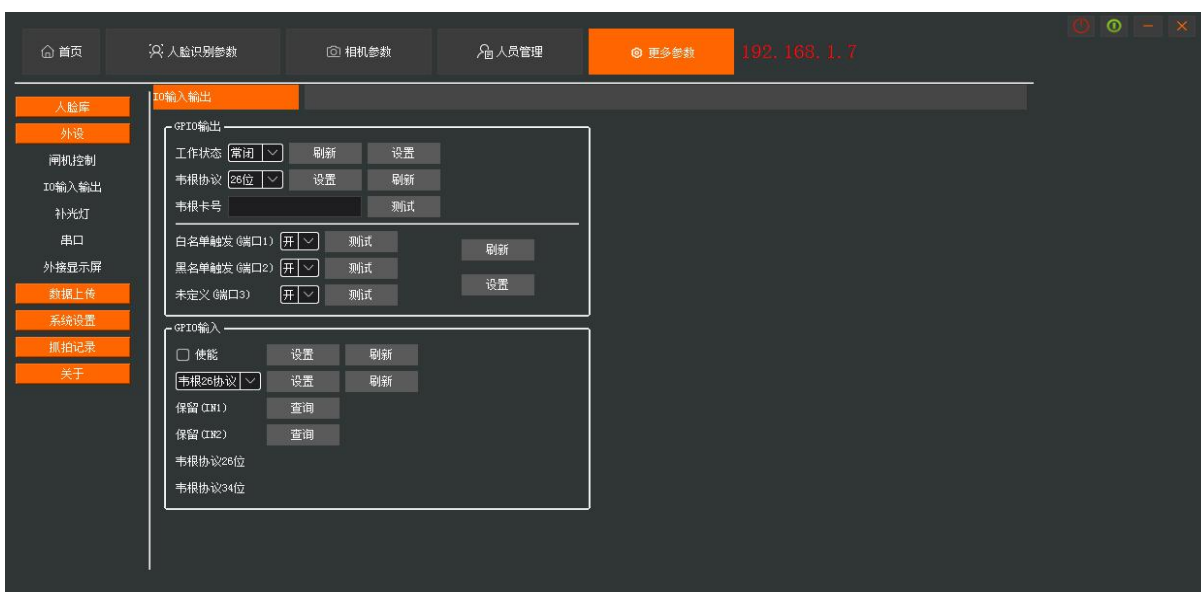 首页 人脸识别参数 相机参数 人员管理 更多参数 192.168.1.7
人脸库
外设
闸机控制
IO输入输出
补光灯
串口
外接显示屏
数据上传
系统设置
抓拍记录
关于
IO输入输出
GPIO输出
工作状态 常闭 刷新 设置
韦根协议 26位 设置 刷新
韦根卡号 测试
白名单触发(端口1) 开 测试
黑名单触发(端口2) 开 测试
未定义(端口3) 开 测试
刷新
设置
GPIO输入
使能 设置 刷新
韦根26协议 设置 刷新
保留(IN1) 查询
保留(IN2) 查询
韦根协议26位
韦根协议34位